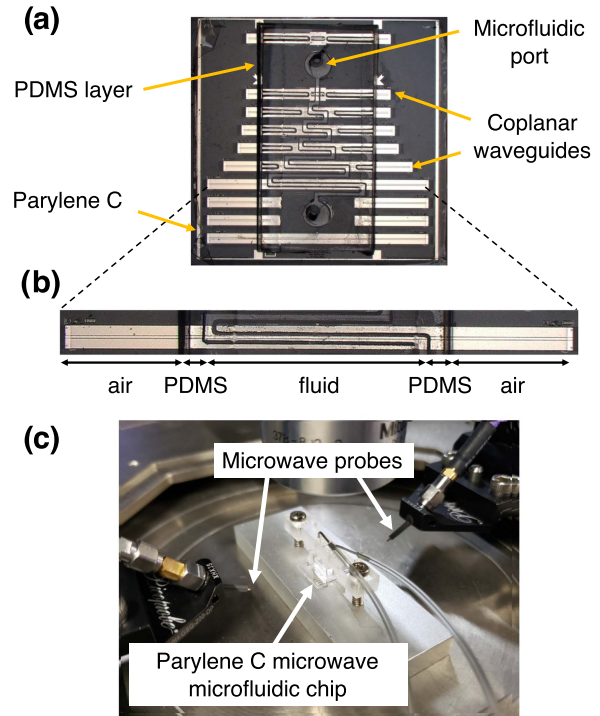 (a)
Microfluidic
port
PDMS layer
Coplanar
waveguides
Parylene C
(b)
air
PDMS
fluid
PDMS
air
(c)
Microwave probes
Parylene C microwave
microfluidic chip